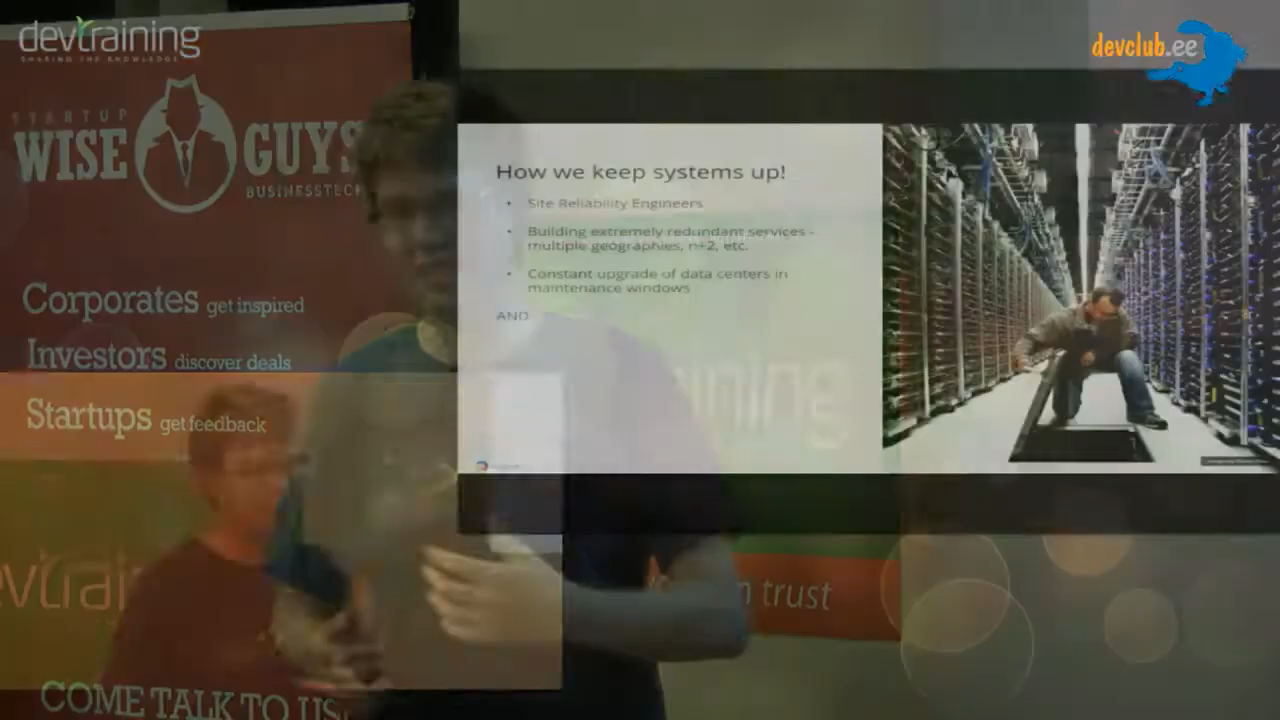 devtraining
SHARING THE KNOWLEDGE
devclub.ee
STARTUP
WISE GUYS
BUSINESSTECH
Corporates get inspired
Investors discover deals
Startups get feedback
COME TALK TO US
How we keep systems up!
• Site Reliability Engineers
• Building extremely redundant services -
multiple geographies, n+2, etc.
• Constant upgrade of data centers in
maintenance windows
AND
ining
evtrai
trust